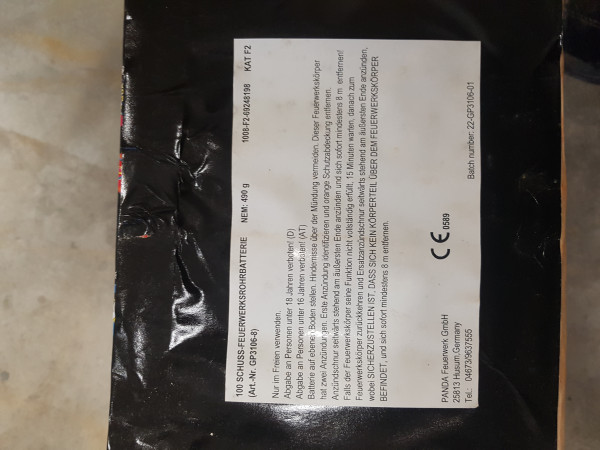 100 SCHUSS-FEUERWERKSROHRBATTERIE NEM: 490 g 1008-F2-69248198 KAT F2
(Art.-Nr. GP3106-8)
Nur im Freien verwenden.
Abgabe an Personen unter 18 Jahren verboten! (D)
Abgabe an Personen unter 16 Jahren verboten! (AT)
Batterie auf ebenen Boden stellen. Hindernisse über der Mündung vermeiden. Dieser Feuerwerkskörper
hat zwei Anzündungen. Erste Anzündung identifizieren und orange Schutzabdeckung entfernen.
Anzündschnur seitwärts stehend am äußersten Ende anzünden und sich sofort mindestens 8 m entfernen!
Falls der Feuerwerkskörper seine Funktion nicht vollständig erfüllt, 15 Minuten warten, danach zum
Feuerwerkskörper zurückkehren und Ersatzanzündschnur seitwärts stehend am äußersten Ende anzünden,
wobei SICHERZUSTELLEN IST, DASS SICH KEIN KÖRPERTEIL ÜBER DEM FEUERWERKSKÖRPER
BEFINDET, und sich sofort mindestens 8 m entfernen.
CE 0589
PANDA Feuerwerk GmbH
25813 Husum,Germany
Tel.: 04673/9637555 Batch number: 22-GP3106-01